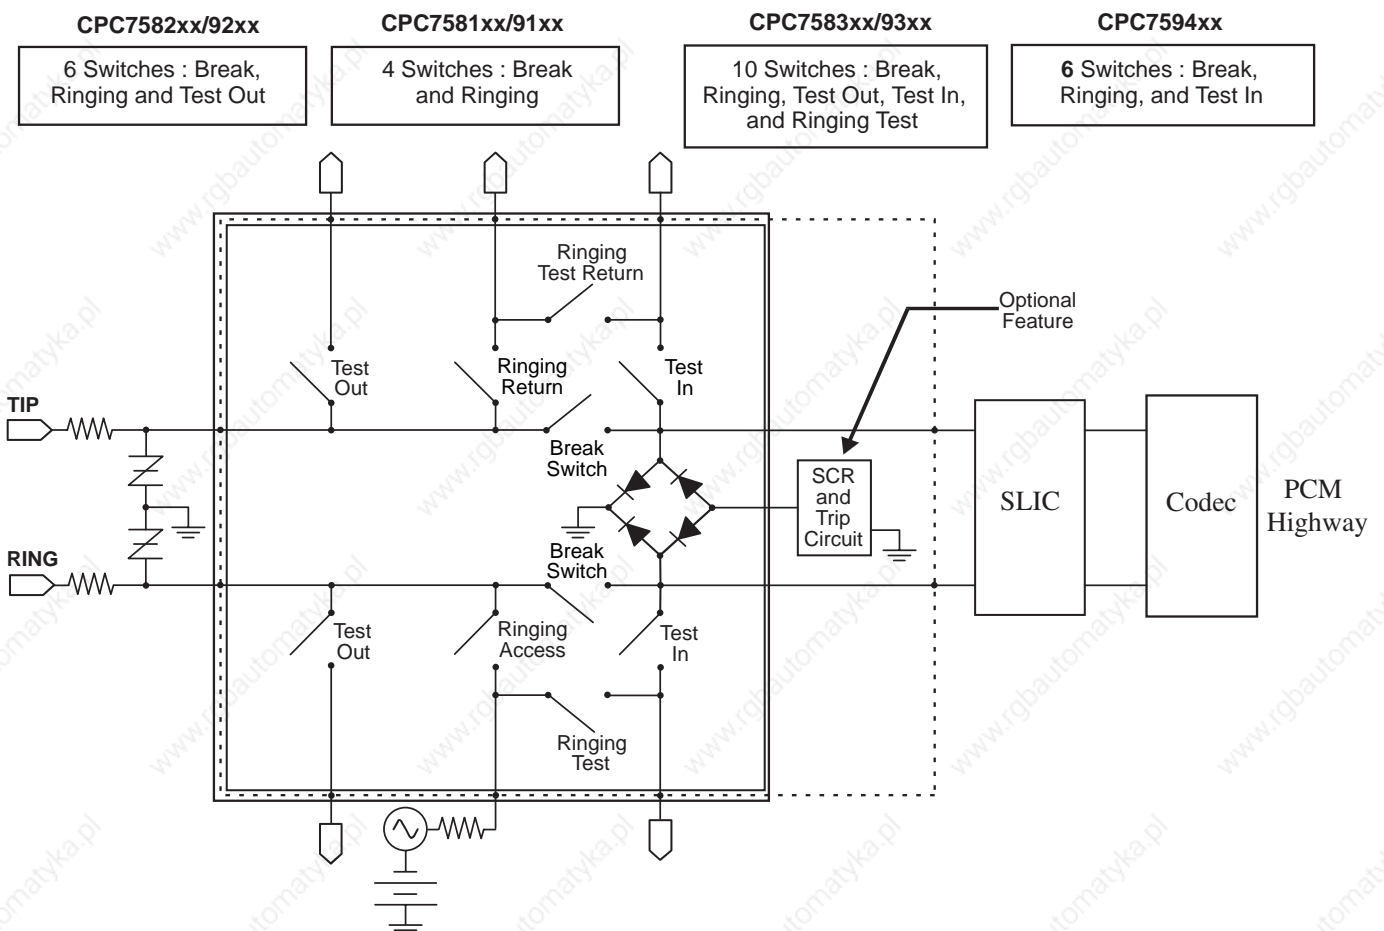 CPC7582xx/92xx
6 Switches : Break,
Ringing and Test Out
CPC7581xx/91xx
4 Switches : Break
and Ringing
CPC7583xx/93xx
10 Switches : Break,
Ringing, Test Out, Test In,
and Ringing Test
CPC7594xx
6 Switches : Break,
Ringing, and Test In
Ringing
Test Return
Optional
Feature
Test
Out
Ringing
Return
Test
In
TIP
Break
Switch
SCR
and
Trip
Circuit
SLIC
Codec
PCM
Highway
RING
Break
Switch
Test
Out
Ringing
Access
Test
In
Ringing
Test
www.rgbautomatyka.pl